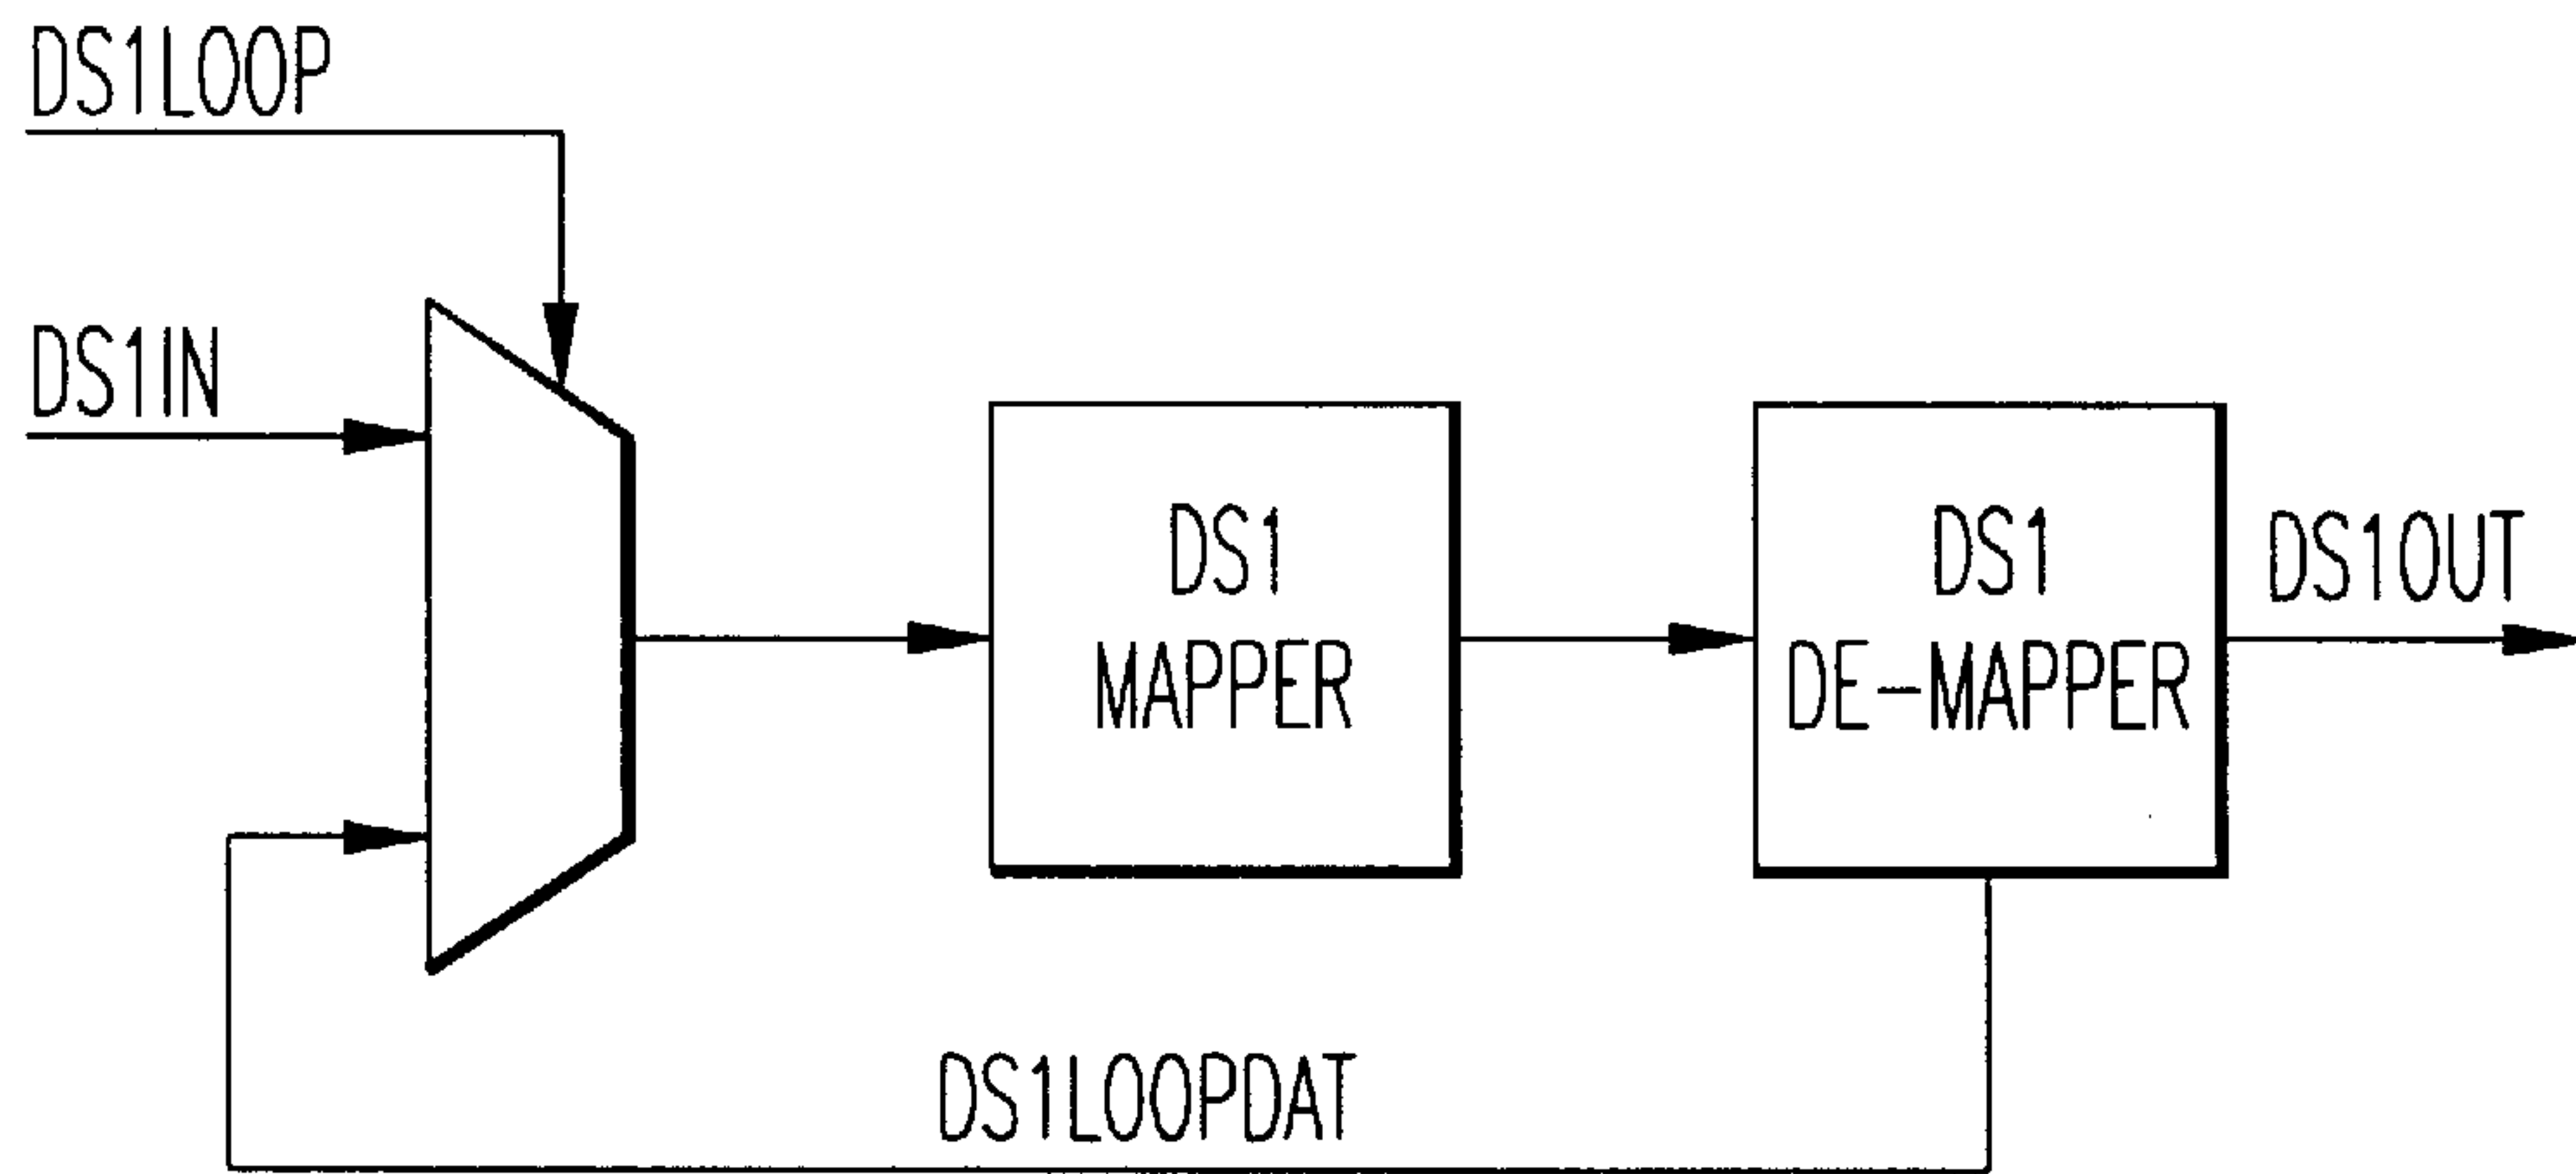 DS1LOOP
DS1IN
DS1
MAPPER
DS1
DE-MAPPER
DS1OUT
DS1LOOPDAT